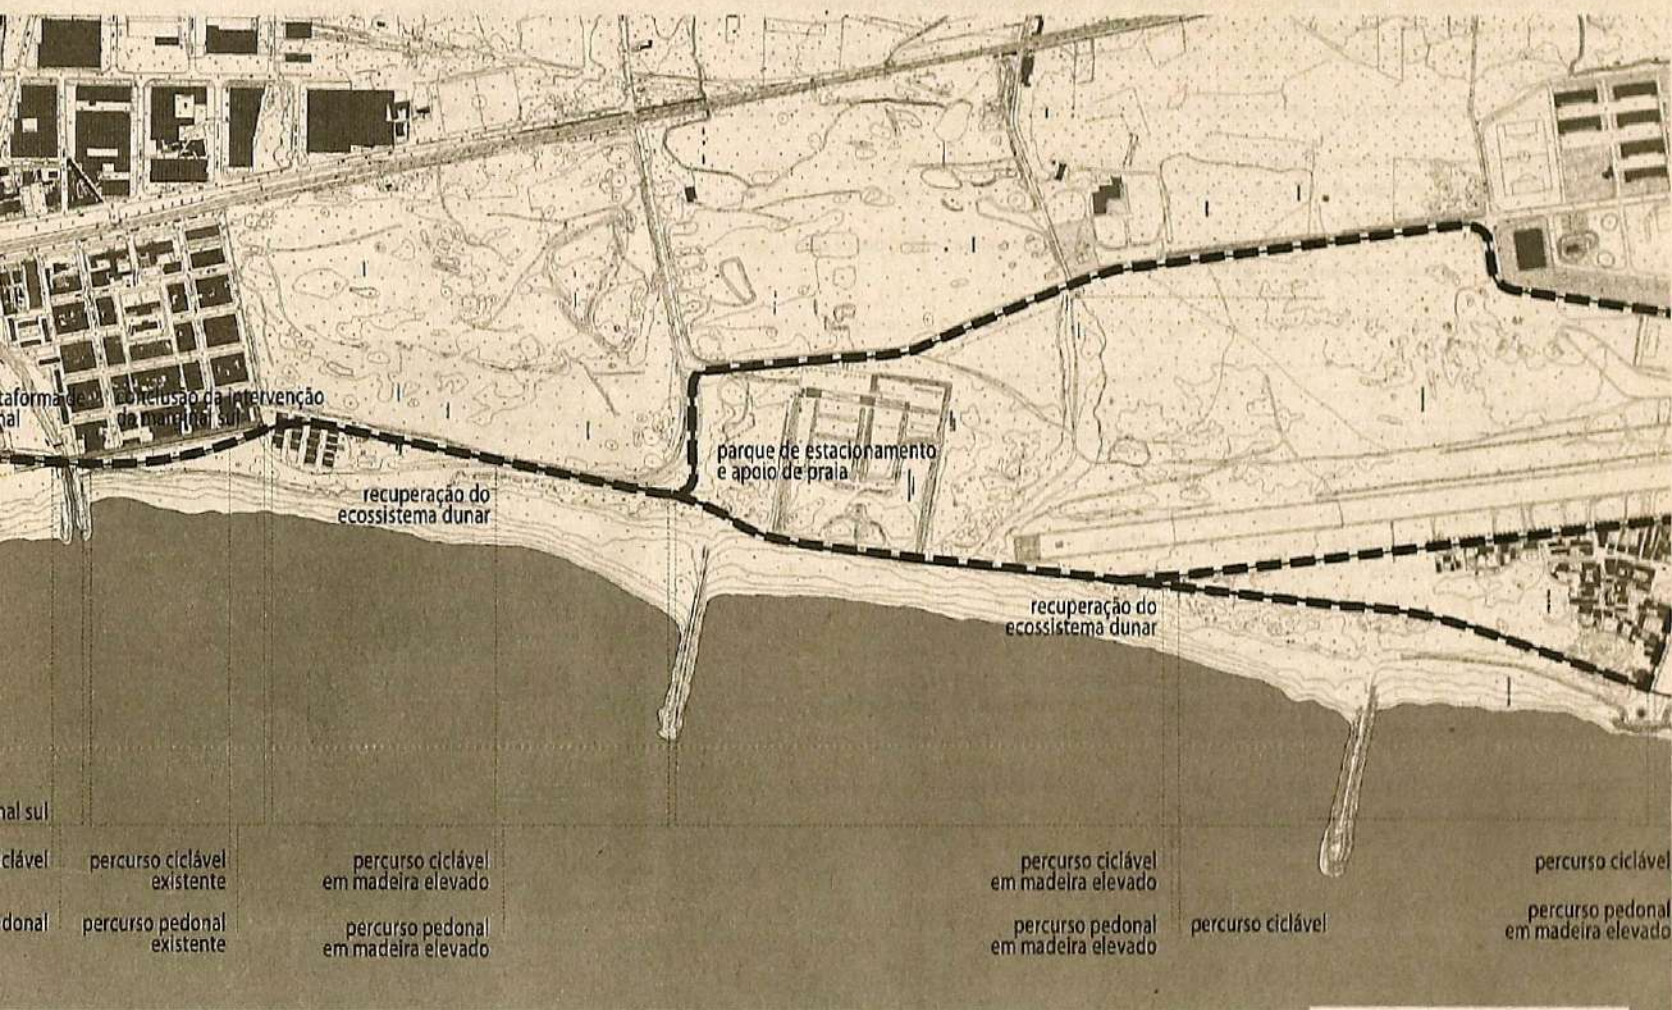 taforma de
nal
conclusão da intervenção
da marginal sul
recuperação do
ecossistema dunar
parque de estacionamento
e apoio de praia
recuperação do
ecossistema dunar
nal sul
clável
donal
percurso ciclável
existente
percurso pedonal
existente
percurso ciclável
em madeira elevado
percurso pedonal
em madeira elevado
percurso ciclável
em madeira elevado
percurso pedonal
em madeira elevado
percurso ciclável
percurso ciclável
percurso pedonal
em madeira elevado